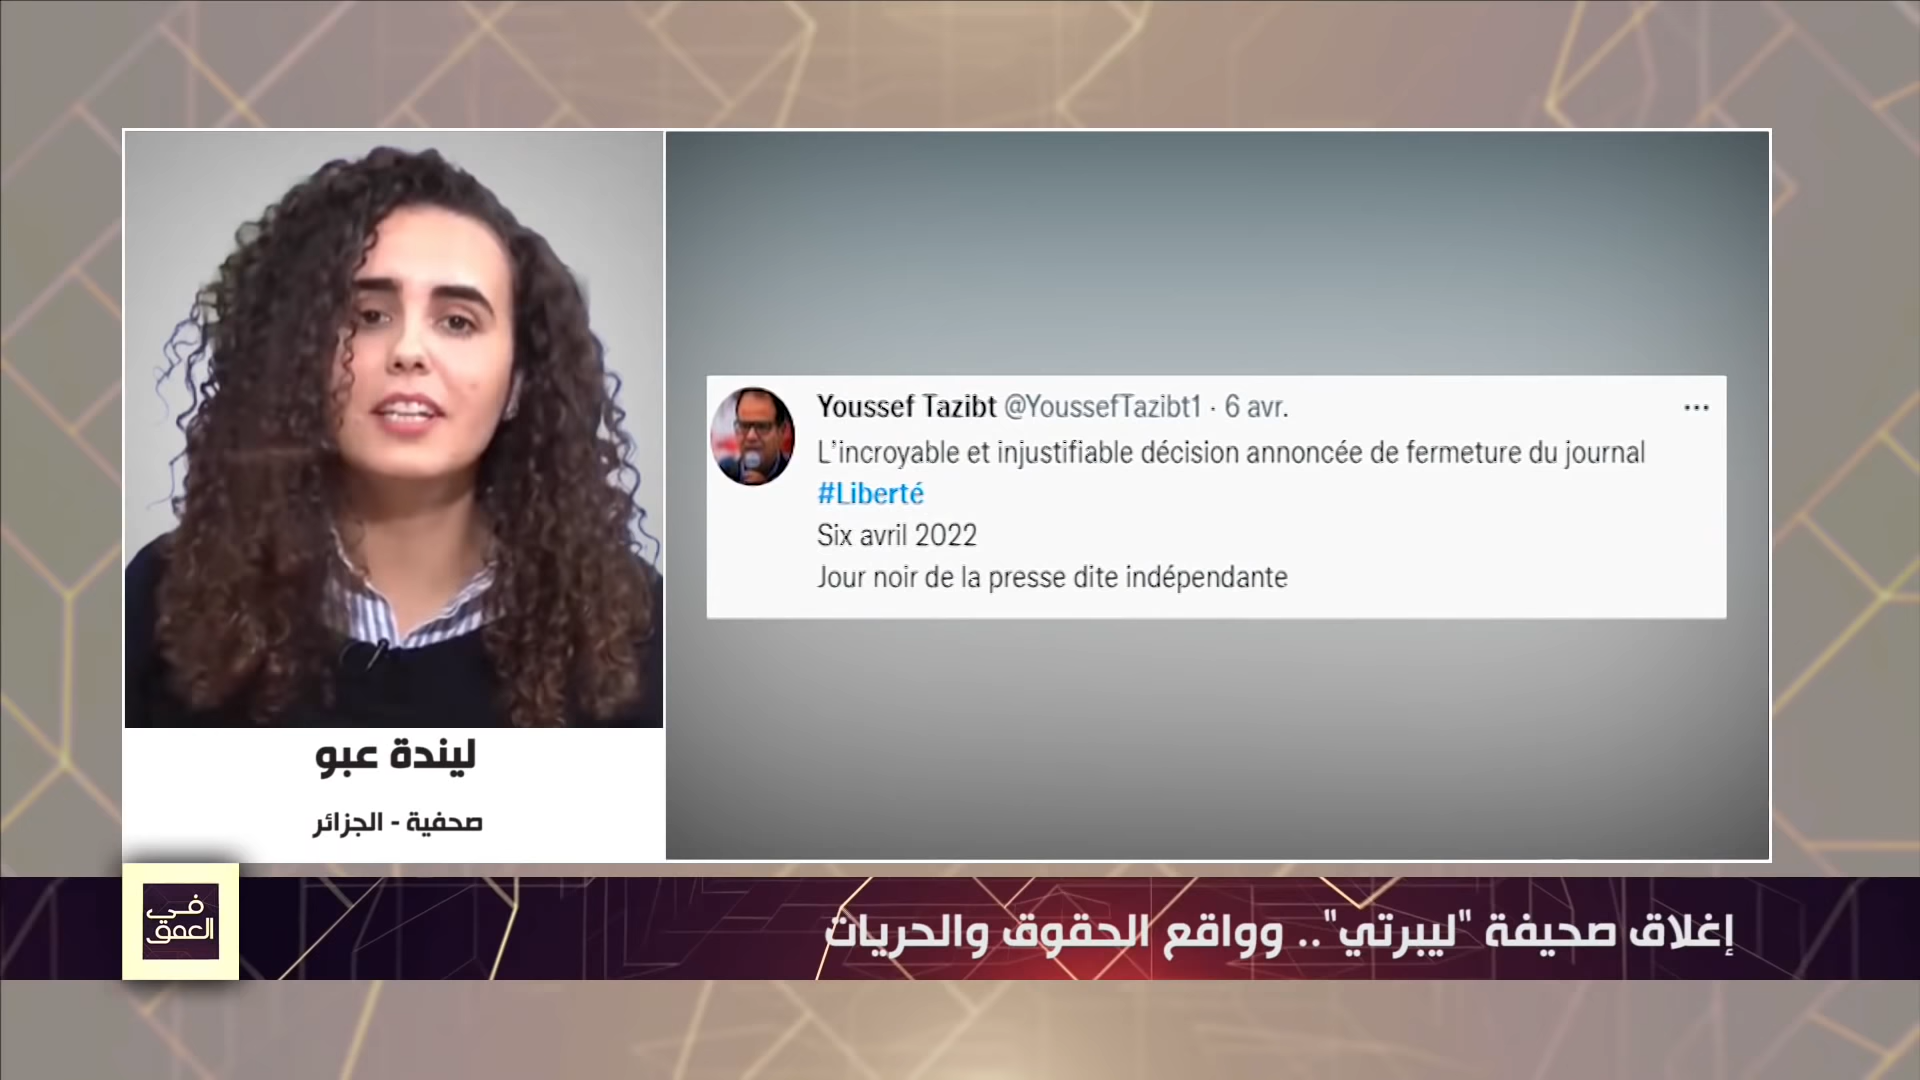 Youssef Tazibt @YoussefTazibt1 · 6 avr.
L'incroyable et injustifiable décision annoncée de fermeture du journal
#Liberté
Six avril 2022
Jour noir de la presse dite indépendante
ليندة عبو
صحفية - الجزائر
في
العمق
إغلاق صحيفة "ليبرتي" .. وواقع الحقوق والحريات